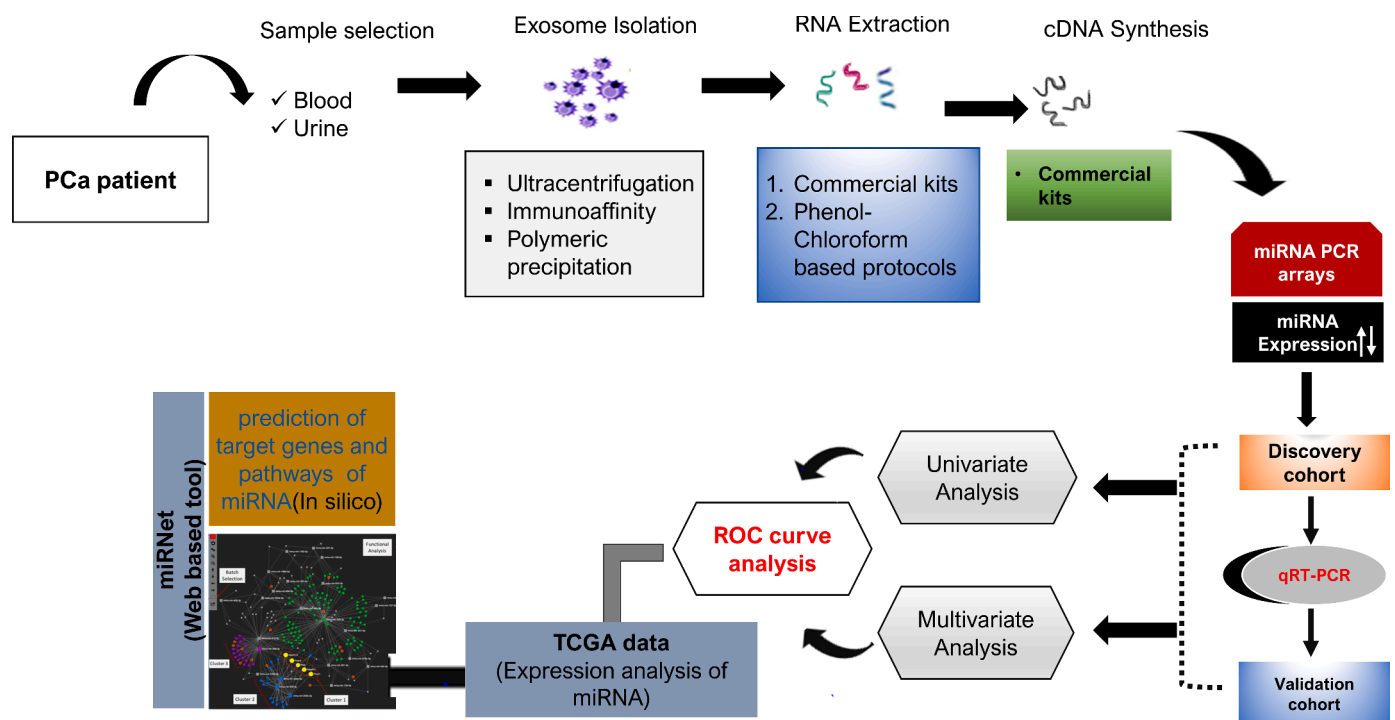 Sample selection
Exosome Isolation
RNA Extraction
cDNA Synthesis
✓ Blood
✓ Urine
PCa patient
▪ Ultracentrifugation
▪ Immunoaffinity
▪ Polymeric
precipitation
1. Commercial kits
2. Phenol-
Chloroform
based protocols
• Commercial
kits
miRNA PCR
arrays
miRNA
Expression
Discovery
cohort
qRT-PCR
Validation
cohort
Univariate
Analysis
Multivariate
Analysis
ROC curve
analysis
TCGA data
(Expression analysis of
miRNA)
miRNet
(Web based tool)
prediction of
target genes and
pathways of
miRNA(In silico)
Functional
Analysis
Batch
Selection
Cluster 3
Cluster 2
Cluster 1